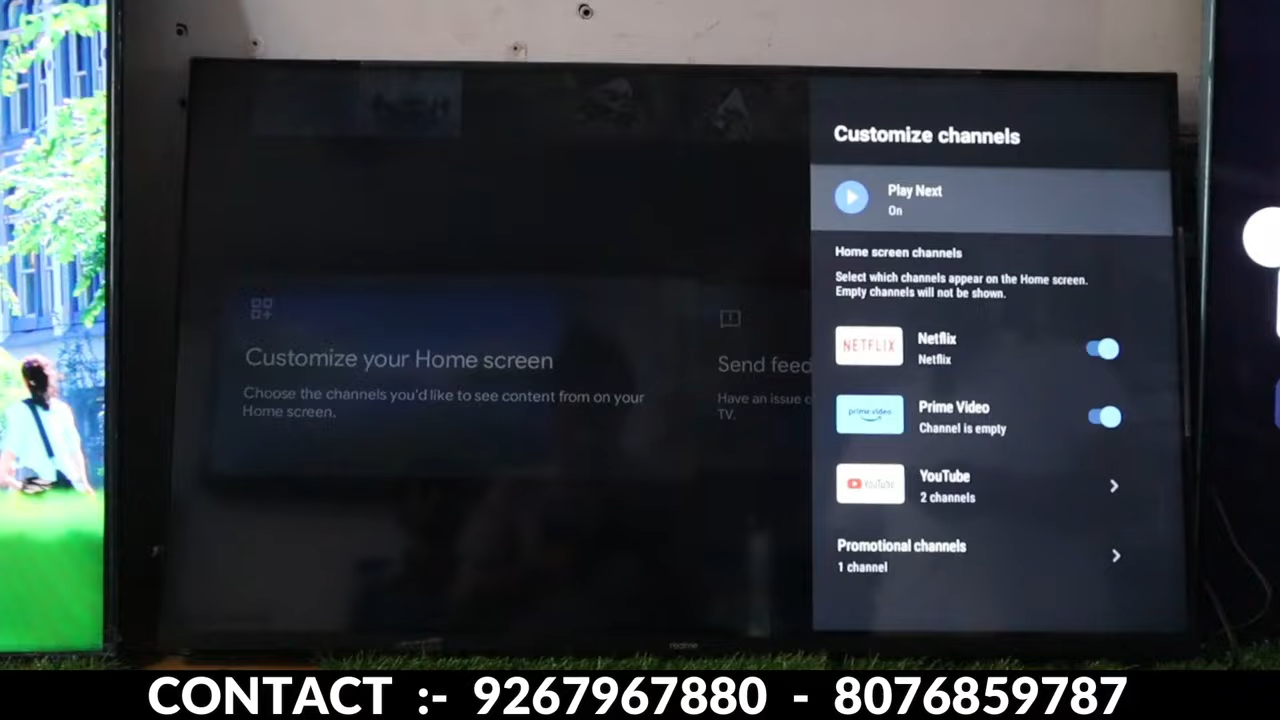 Customize channels
Play Next
On
Home screen channels
Select which channels appear on the Home screen.
Empty channels will not be shown.
NETFLIX
Netflix
Netflix
prime video
Prime Video
Channel is empty
YouTube
YouTube
2 channels
Promotional channels
1 channel
Customize your Home screen
Choose the channels you'd like to see content from on your
Home screen.
Send feed
Have an issue o
TV.
realme
CONTACT :- 9267967880 - 8076859787